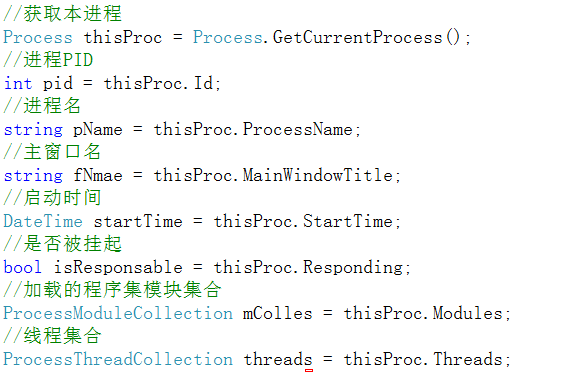 //获取本进程
Process thisProc = Process.GetCurrentProcess();
//进程PID
int pid = thisProc.Id;
//进程名
string pName = thisProc.ProcessName;
//主窗口名
string fNmae = thisProc.MainWindowTitle;
//启动时间
DateTime startTime = thisProc.StartTime;
//是否被挂起
bool isResponsable = thisProc.Responding;
//加载的程序集模块集合
ProcessModuleCollection mColles = thisProc.Modules;
//线程集合
ProcessThreadCollection threads = thisProc.Threads;